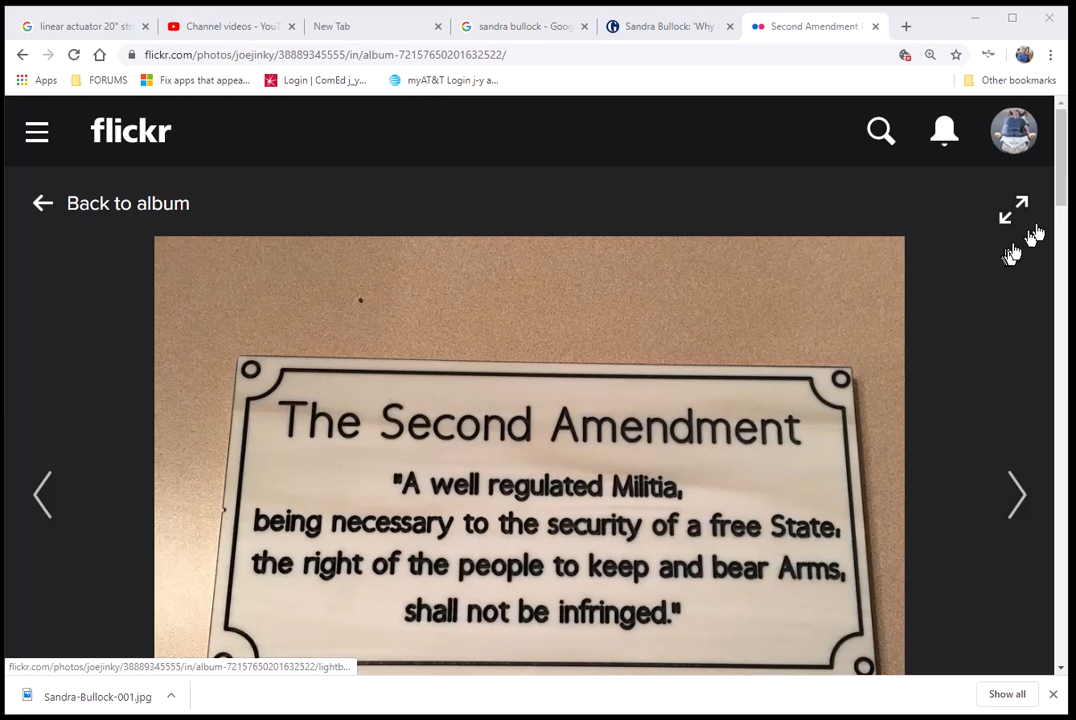 linear actuator 20" str
Channel videos - YouT
New Tab
sandra bullock - Goog
Sandra Bullock: 'Why
Second Amendment
flickr.com/photos/joejinky/38889345555/in/album-72157650201632522/
Apps
FORUMS
Fix apps that appea...
Login | ComEd j_y...
myAT&T Login j-y a...
Other bookmarks
flickr
Back to album
The Second Amendment
"A well regulated Militia,
being necessary to the security of a free State,
the right of the people to keep and bear Arms,
shall not be infringed."
flickr.com/photos/joejinky/38889345555/in/album-72157650201632522/lightb...
Sandra-Bullock-001.jpg
Show all